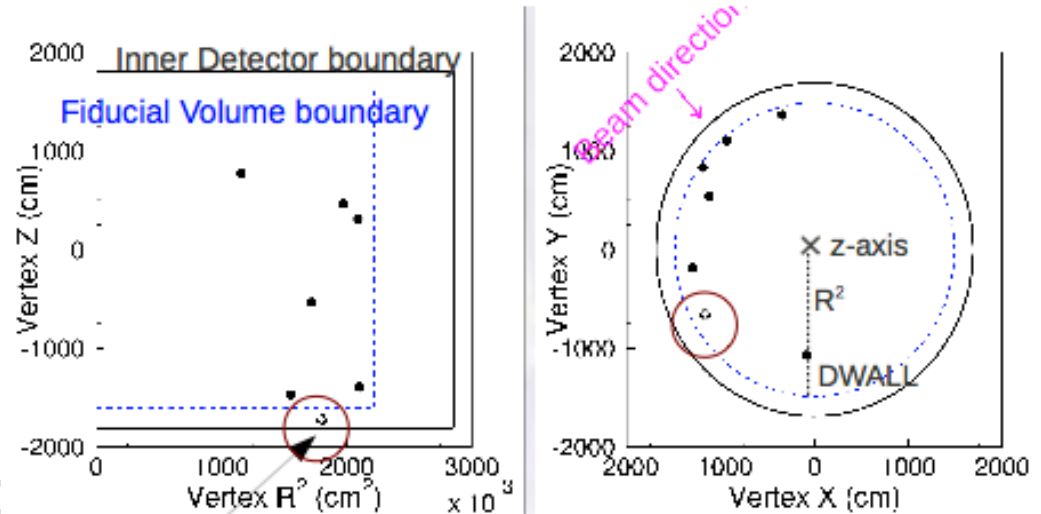 2000
Inner Detector boundary
Fiducial Volume boundary
1000
Vertex Z (cm)
0
-1000
-2000
0 1000 2000 3000
Vertex R² (cm²)
x 10³
Beam direction
2000
1000
Vertex Y (cm)
0
-1000
-2000
z-axis
R²
DWALL
2000 1000 0 1000 2000
Vertex X (cm)